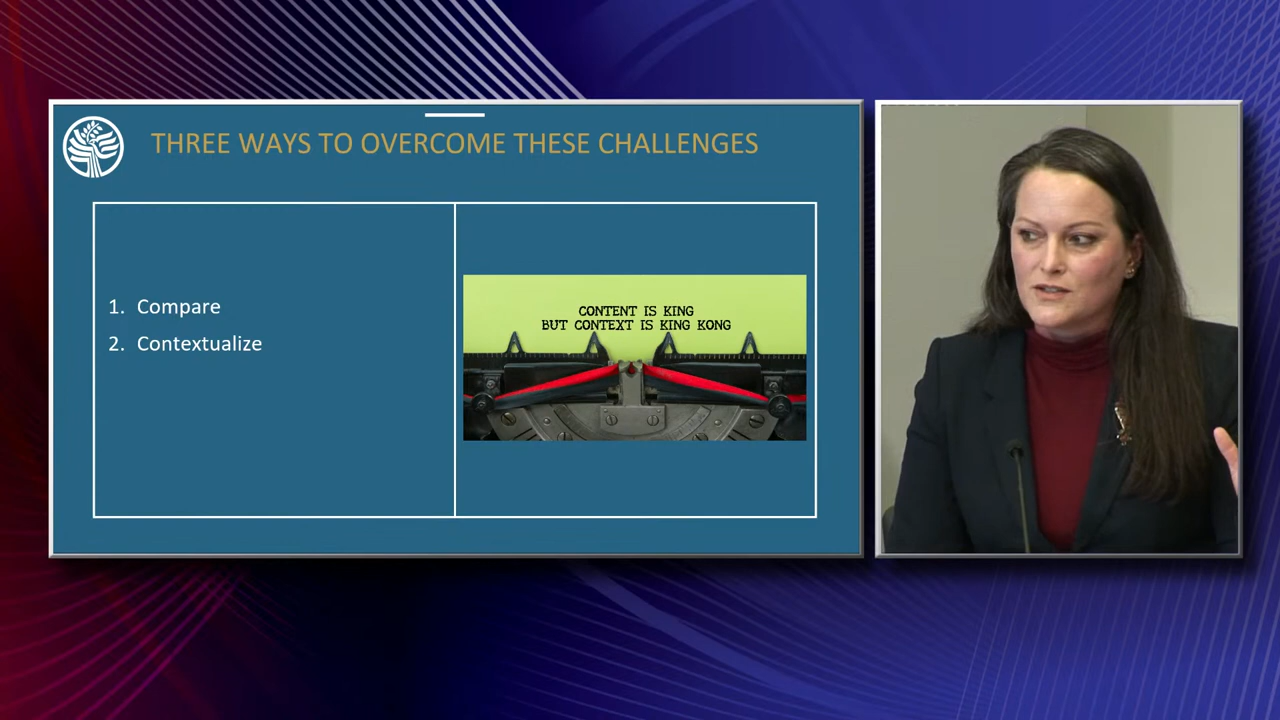 THREE WAYS TO OVERCOME THESE CHALLENGES
1. Compare
2. Contextualize
CONTENT IS KING
BUT CONTEXT IS KING KONG